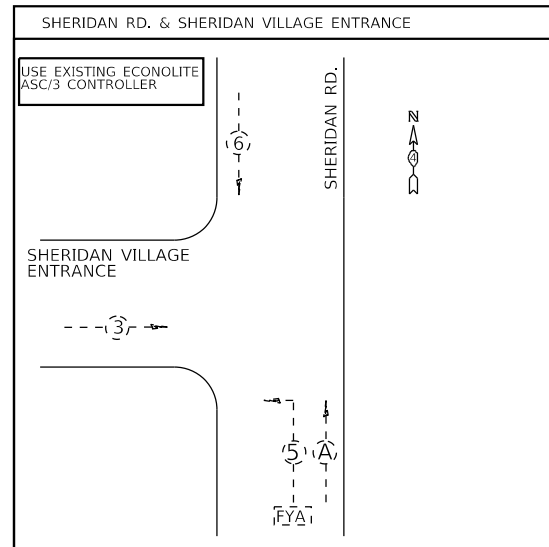 SHERIDAN RD. & SHERIDAN VILLAGE ENTRANCE
USE EXISTING ECONOLITE
ASC/3 CONTROLLER
SHERIDAN RD.
N
4
6
SHERIDAN VILLAGE
ENTRANCE
3
5
A
FYA